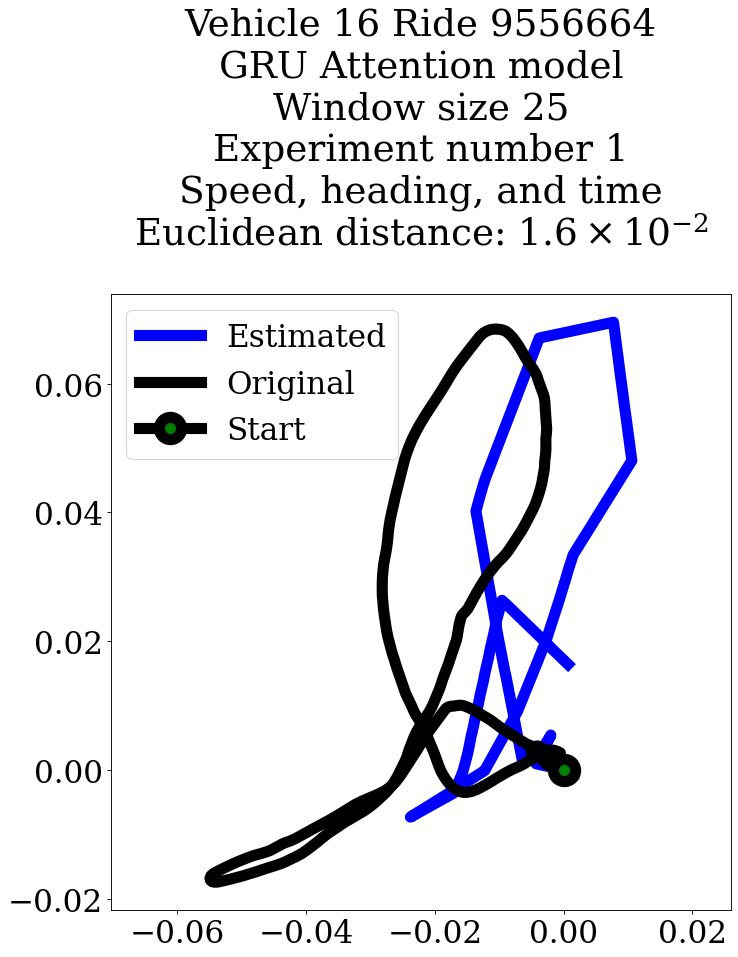 Vehicle 16 Ride 9556664
GRU Attention model
Window size 25
Experiment number 1
Speed, heading, and time
Euclidean distance: 1.6 × 10⁻²
Estimated
Original
Start
0.06
0.04
0.02
0.00
−0.02
−0.06 −0.04 −0.02 0.00 0.02